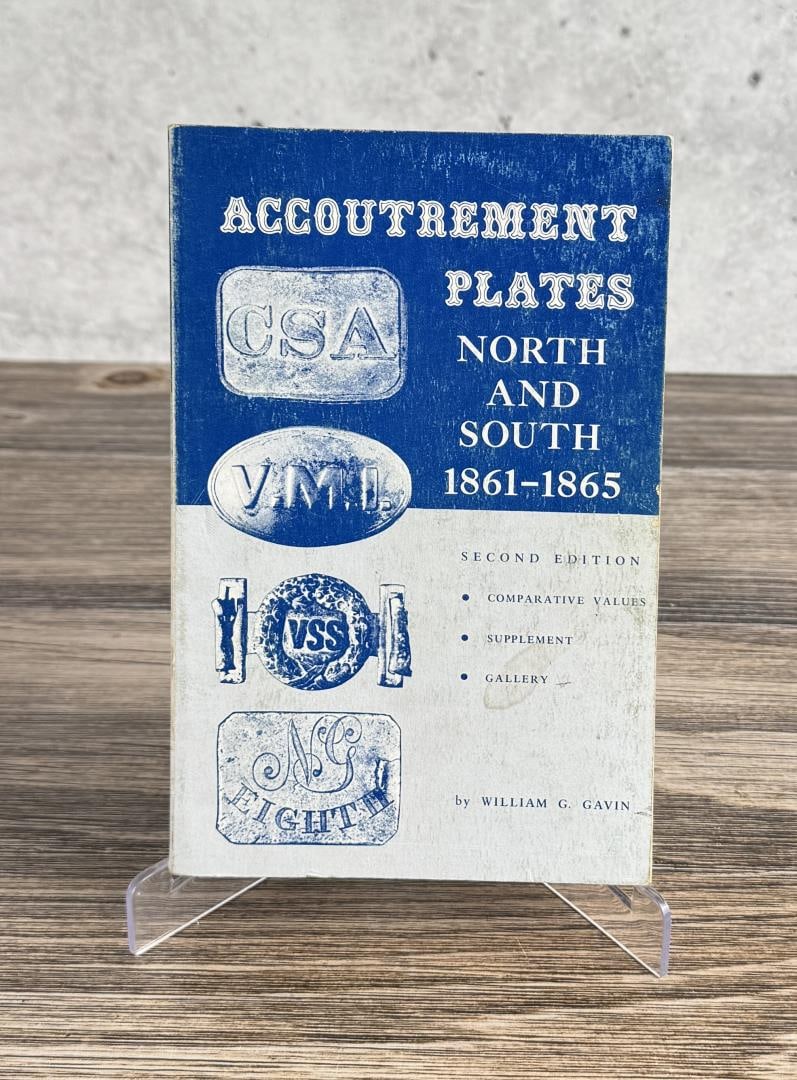 ACCOUTREMENT
PLATES
NORTH
AND
SOUTH
1861-1865
CSA
V.M.I.
VSS
NG
EIGHTH
SECOND EDITION
• COMPARATIVE VALUES
• SUPPLEMENT
• GALLERY
by WILLIAM G. GAVIN